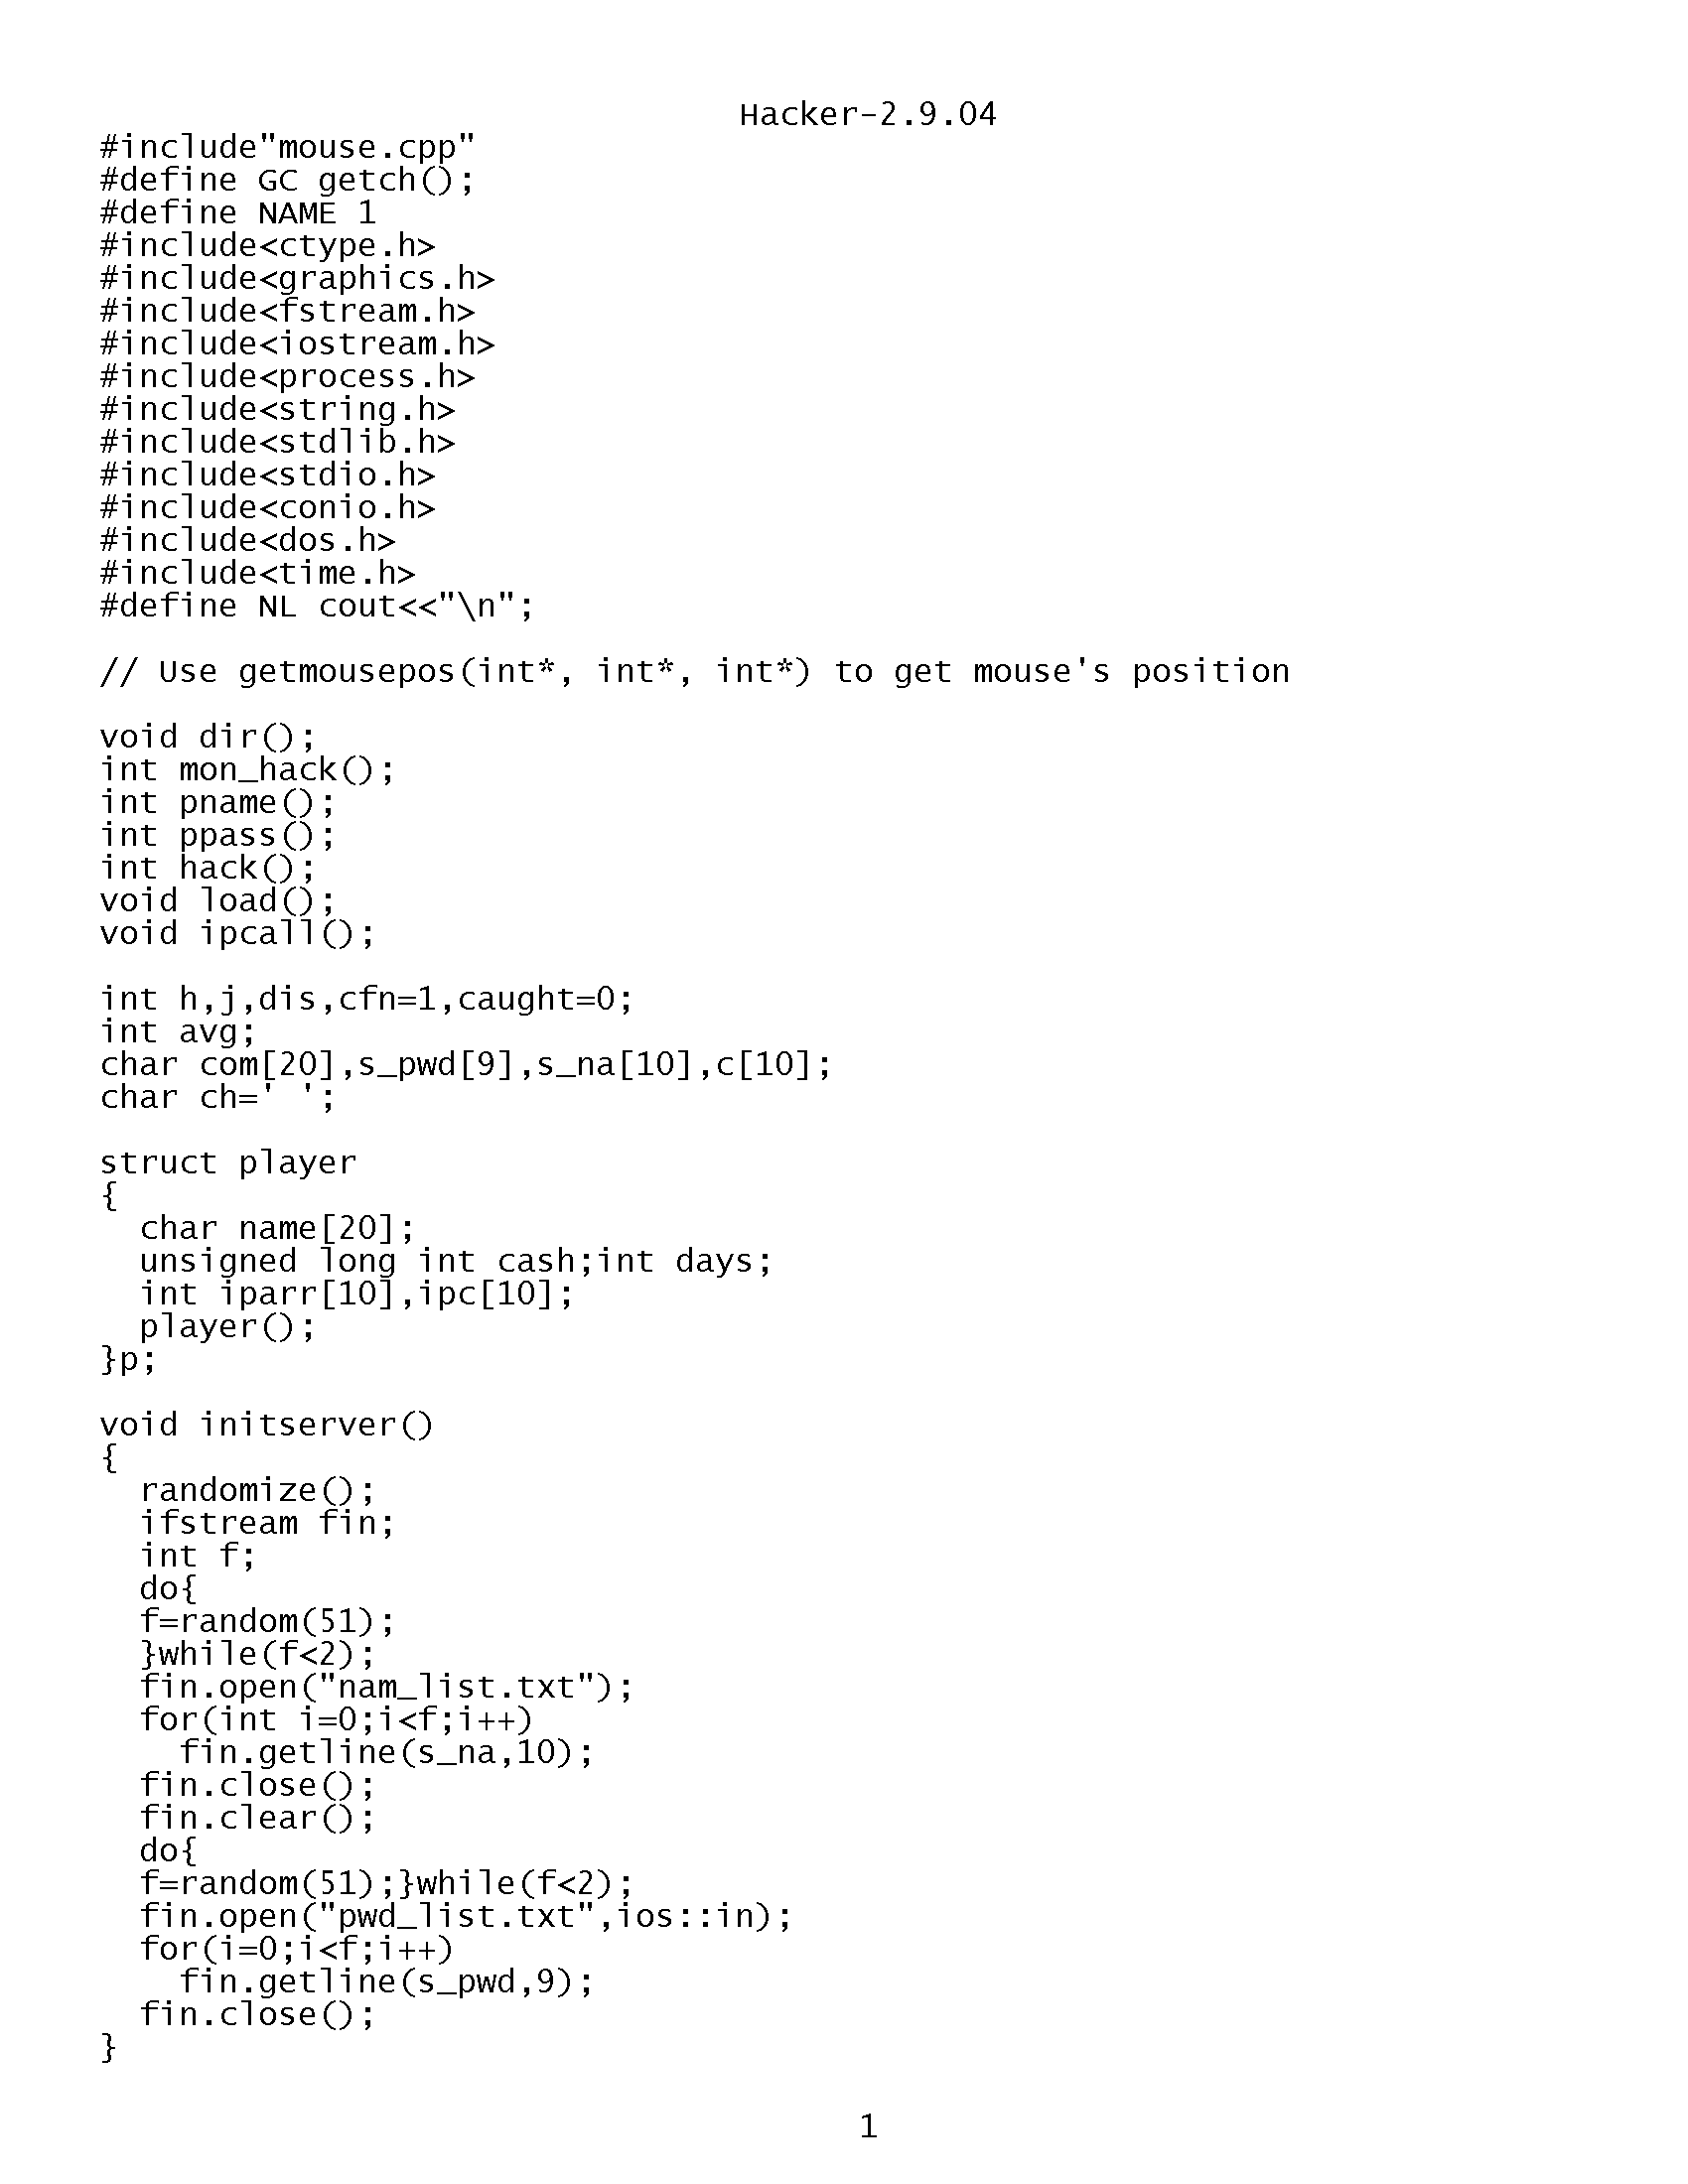 Hacker-2.9.04
#include"mouse.cpp"
#define GC getch();
#define NAME 1
#include<ctype.h>
#include<graphics.h>
#include<fstream.h>
#include<iostream.h>
#include<process.h>
#include<string.h>
#include<stdlib.h>
#include<stdio.h>
#include<conio.h>
#include<dos.h>
#include<time.h>
#define NL cout<<"\n";

// Use getmousepos(int*, int*, int*) to get mouse's position

void dir();
int mon_hack();
int pname();
int ppass();
int hack();
void load();
void ipcall();

int h,j,dis,cfn=1,caught=0;
int avg;
char com[20],s_pwd[9],s_na[10],c[10];
char ch=' ';

struct player
{
  char name[20];
  unsigned long int cash;int days;
  int iparr[10],ipc[10];
  player();
}p;

void initserver()
{
  randomize();
  ifstream fin;
  int f;
  do{
  f=random(51);
  }while(f<2);
  fin.open("nam_list.txt");
  for(int i=0;i<f;i++)
    fin.getline(s_na,10);
  fin.close();
  fin.clear();
  do{
  f=random(51);}while(f<2);
  fin.open("pwd_list.txt",ios::in);
  for(i=0;i<f;i++)
    fin.getline(s_pwd,9);
  fin.close();
}

1